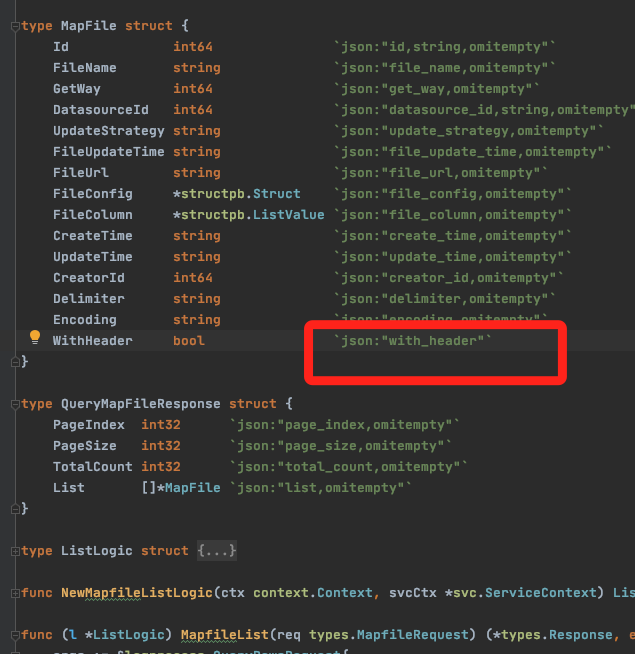 type MapFile struct {
Id int64 `json:"id,string,omitempty"`
FileName string `json:"file_name,omitempty"`
GetWay int64 `json:"get_way,omitempty"`
DatasourceId int64 `json:"datasource_id,string,omitempty"
UpdateStrategy string `json:"update_strategy,omitempty"`
FileUpdateTime string `json:"file_update_time,omitempty"`
FileUrl string `json:"file_url,omitempty"`
FileConfig *structpb.Struct `json:"file_config,omitempty"`
FileColumn *structpb.ListValue `json:"file_column,omitempty"`
CreateTime string `json:"create_time,omitempty"`
UpdateTime string `json:"update_time,omitempty"`
CreatorId int64 `json:"creator_id,omitempty"`
Delimiter string `json:"delimiter,omitempty"`
Encoding string `json:"encoding,omitempty"`
WithHeader bool `json:"with_header"`
}
type QueryMapFileResponse struct {
PageIndex int32 `json:"page_index,omitempty"`
PageSize int32 `json:"page_size,omitempty"`
TotalCount int32 `json:"total_count,omitempty"`
List []*MapFile `json:"list,omitempty"`
}
type ListLogic struct {...}
func NewMapfileListLogic(ctx context.Context, svcCtx *svc.ServiceContext) Lis
func (l *ListLogic) MapfileList(req types.MapfileRequest) (*types.Response, e